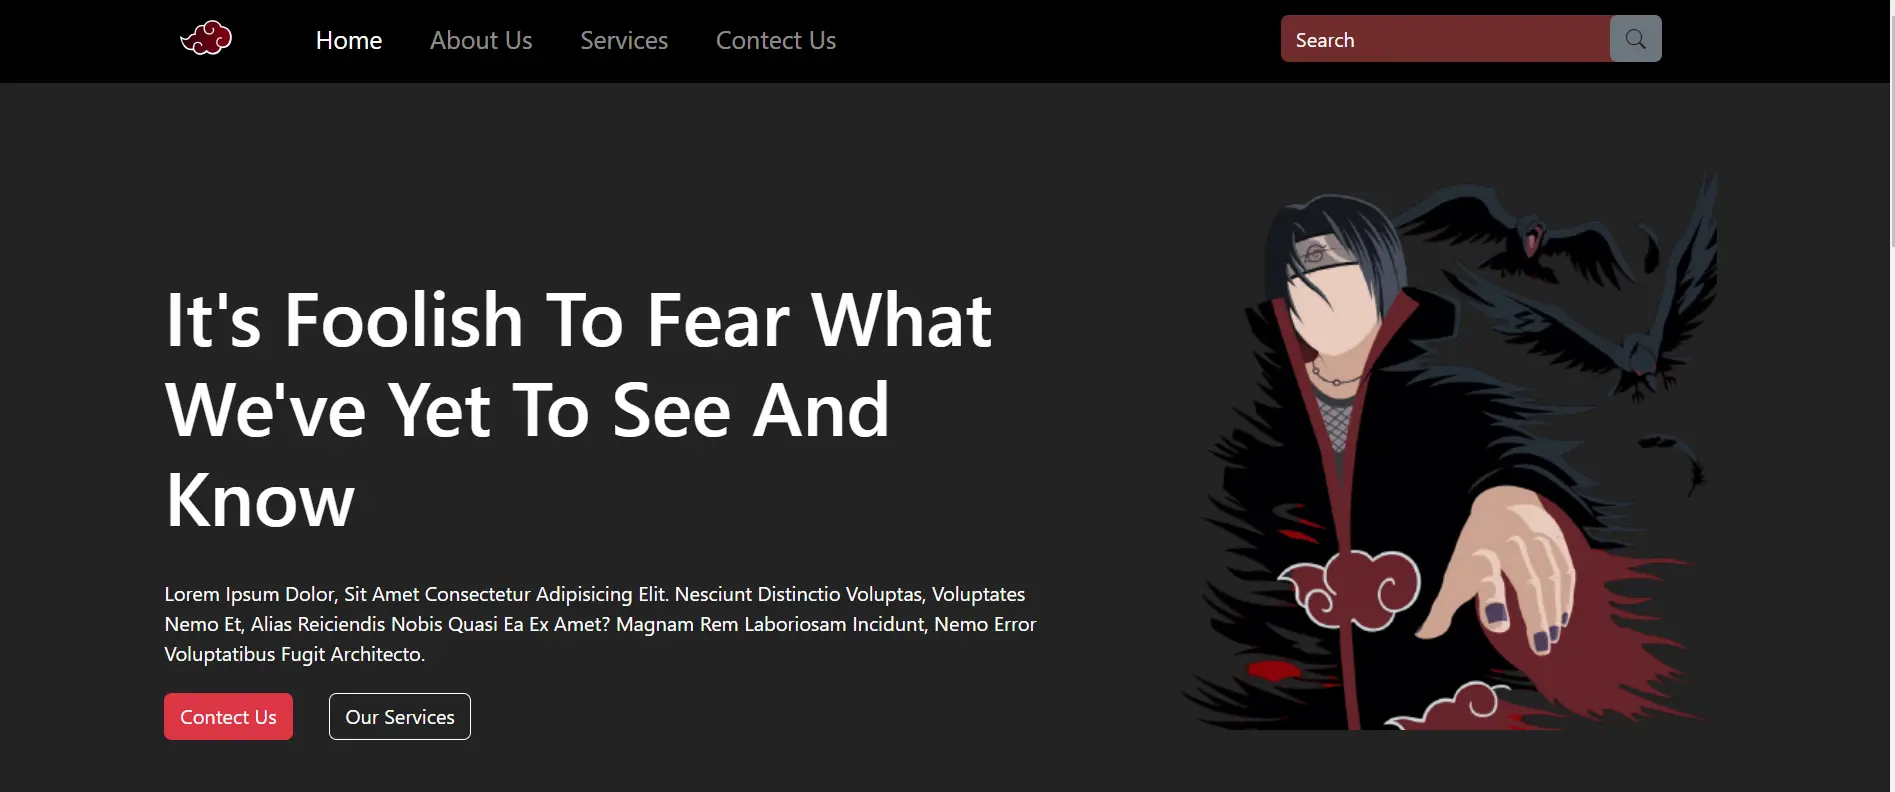 Home About Us Services Contect Us Search
It's Foolish To Fear What
We've Yet To See And
Know
Lorem Ipsum Dolor, Sit Amet Consectetur Adipisicing Elit. Nesciunt Distinctio Voluptas, Voluptates
Nemo Et, Alias Reiciendis Nobis Quasi Ea Ex Amet? Magnam Rem Laboriosam Incidunt, Nemo Error
Voluptatibus Fugit Architecto.
Contect Us Our Services